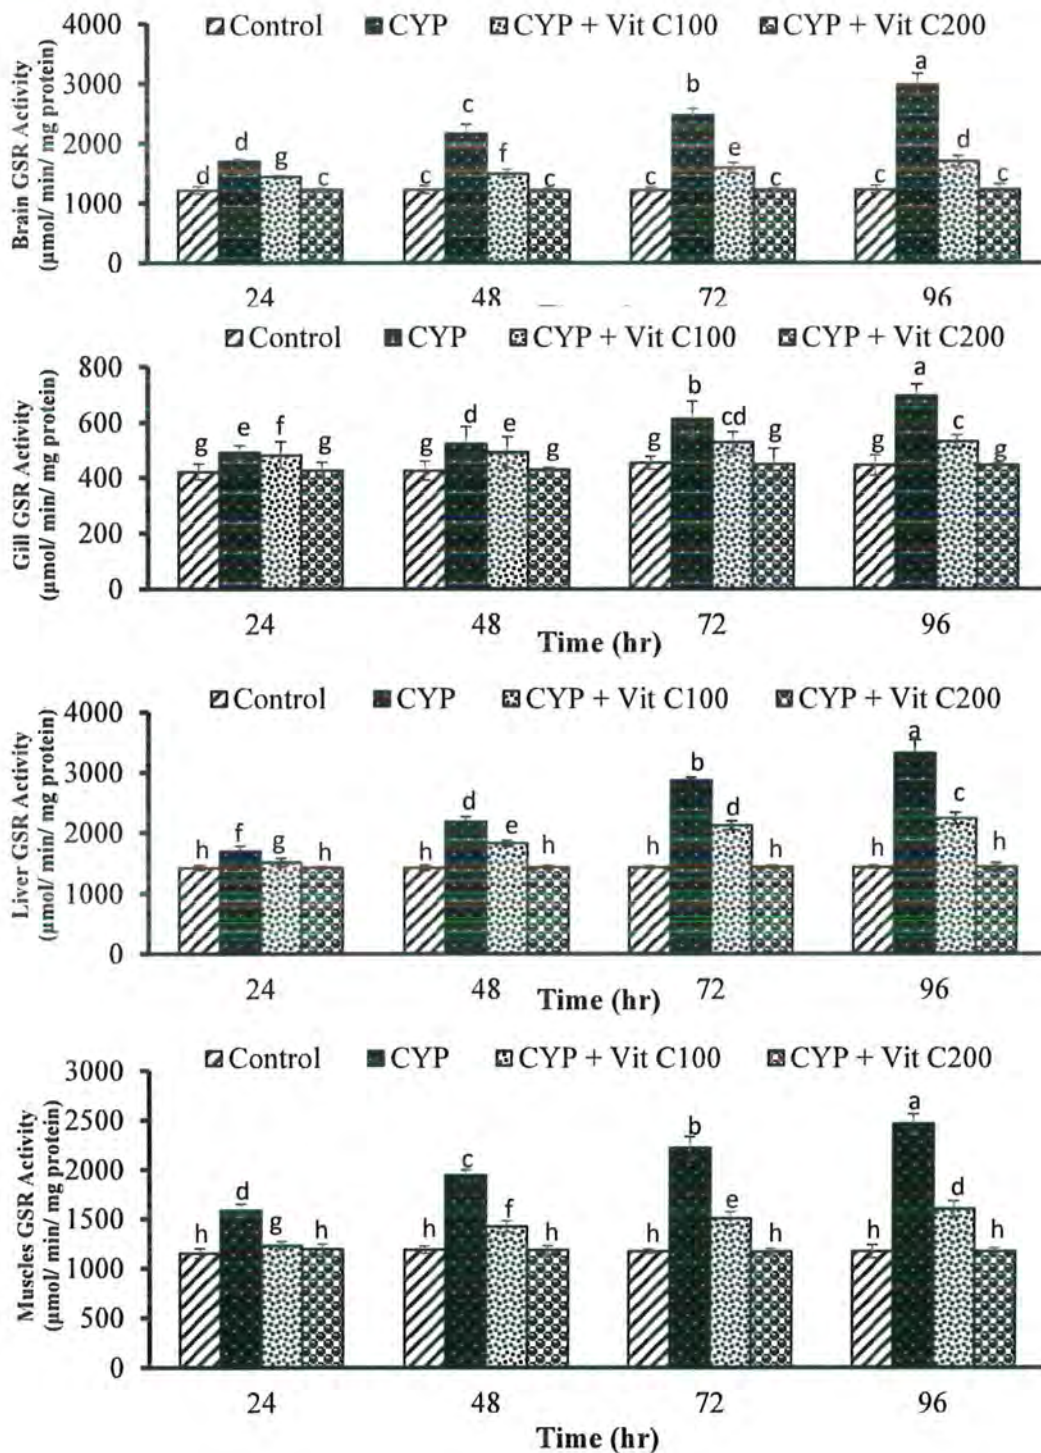 Control CYP CYP + Vit C100 CYP + Vit C200
4000
3000
2000
1000
0
Brain GSR Activity
(µmol/ min/ mg protein)
d d g c c c f c c b e c c a d c
24 48 72 96
Control CYP CYP + Vit C100 CYP + Vit C200
800
600
400
200
0
Gill GSR Activity
(µmol/ min/ mg protein)
g e f g g d e g g b cd g g a c g
24 48 72 96
Time (hr)
Control CYP CYP + Vit C100 CYP + Vit C200
4000
3000
2000
1000
0
Liver GSR Activity
(µmol/ min/ mg protein)
h f g h h d e h h b d h h a c h
24 48 72 96
Time (hr)
Control CYP CYP + Vit C100 CYP + Vit C200
3000
2500
2000
1500
1000
500
0
Muscles GSR Activity
(µmol/ min/ mg protein)
h d g h h c f h h b e h h a d h
24 48 72 96
Time (hr)